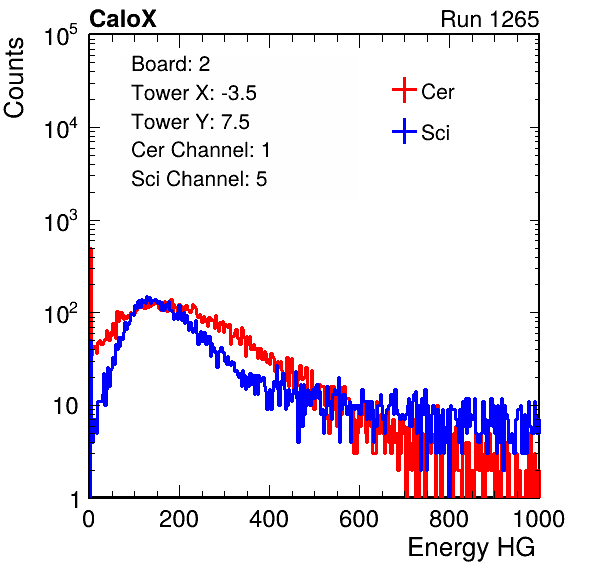 CaloX Run 1265
Counts
10^5
10^4
10^3
10^2
10
1
Board: 2
Tower X: -3.5
Tower Y: 7.5
Cer Channel: 1
Sci Channel: 5
Cer
Sci
0 200 400 600 800 1000
Energy HG